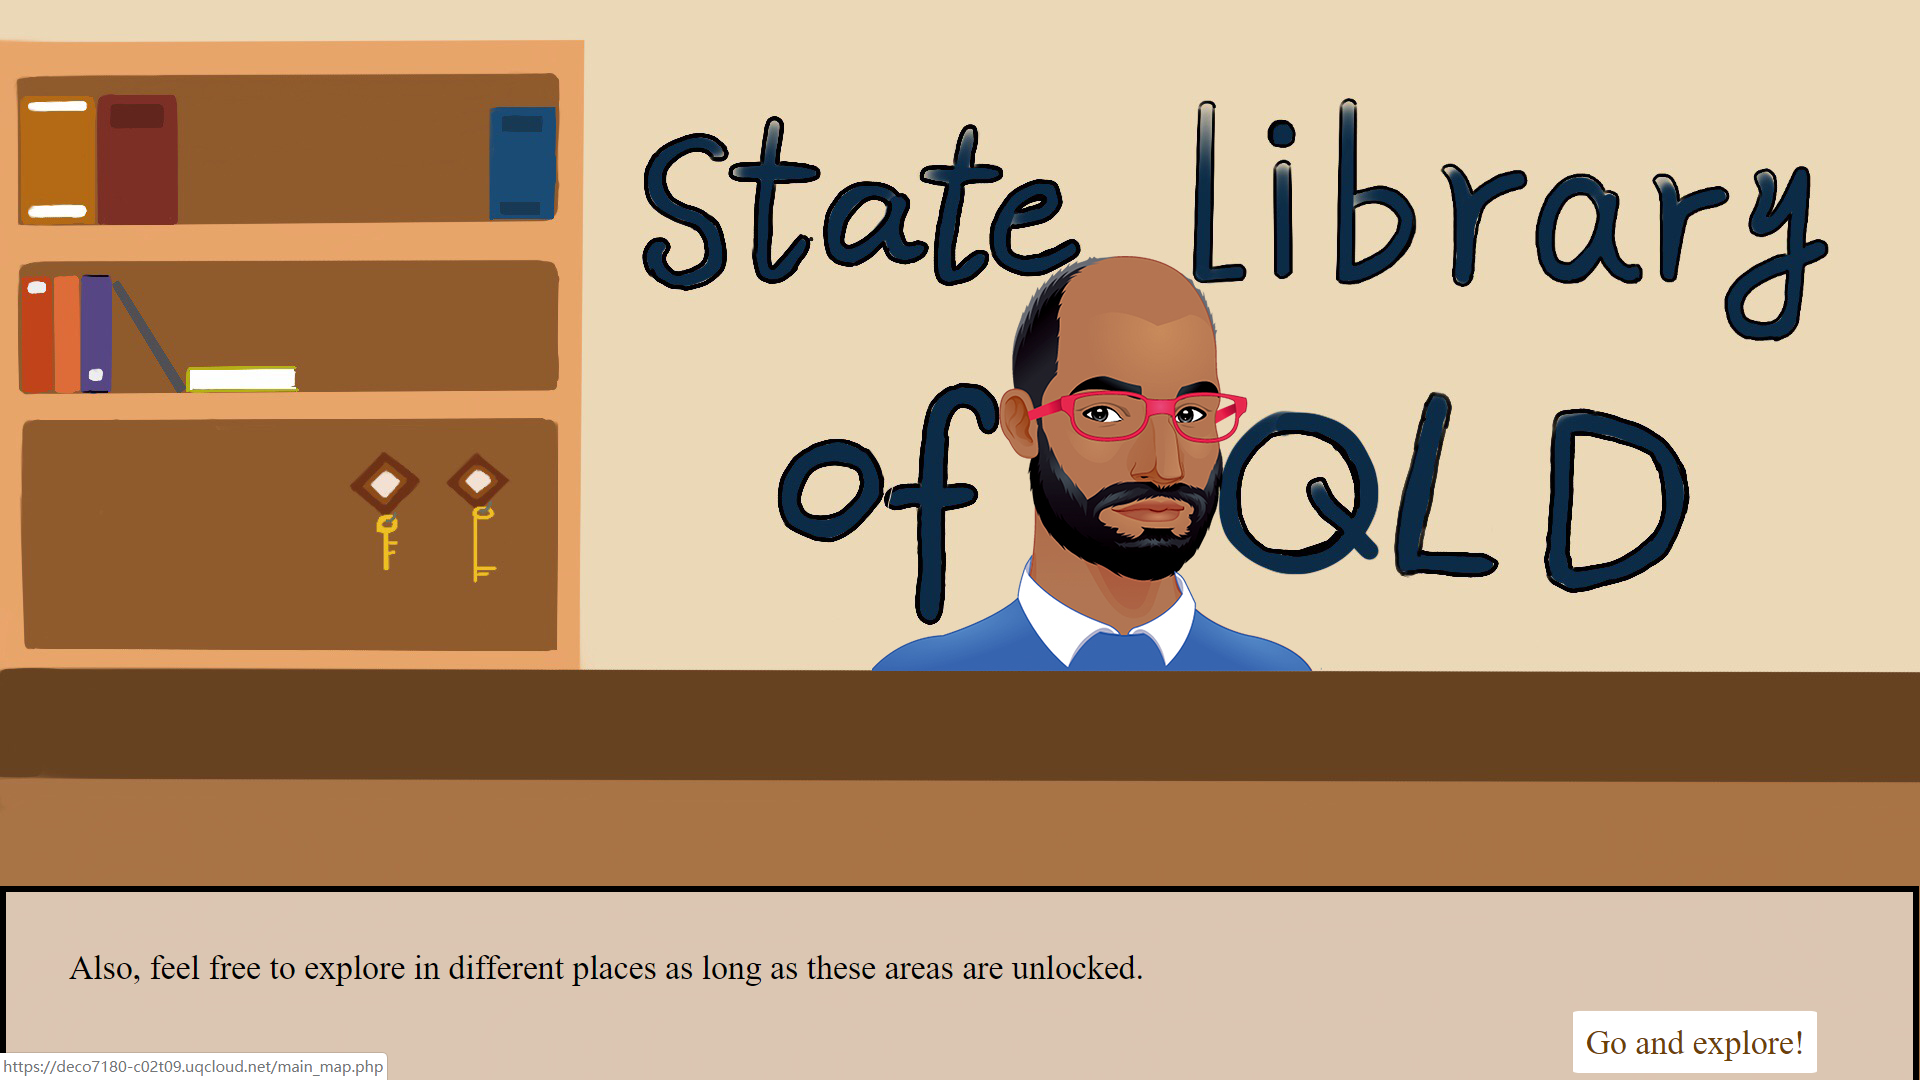 State Library
of QLD
Also, feel free to explore in different places as long as these areas are unlocked.
Go and explore!
https://deco7180-c02t09.uqcloud.net/main_map.php